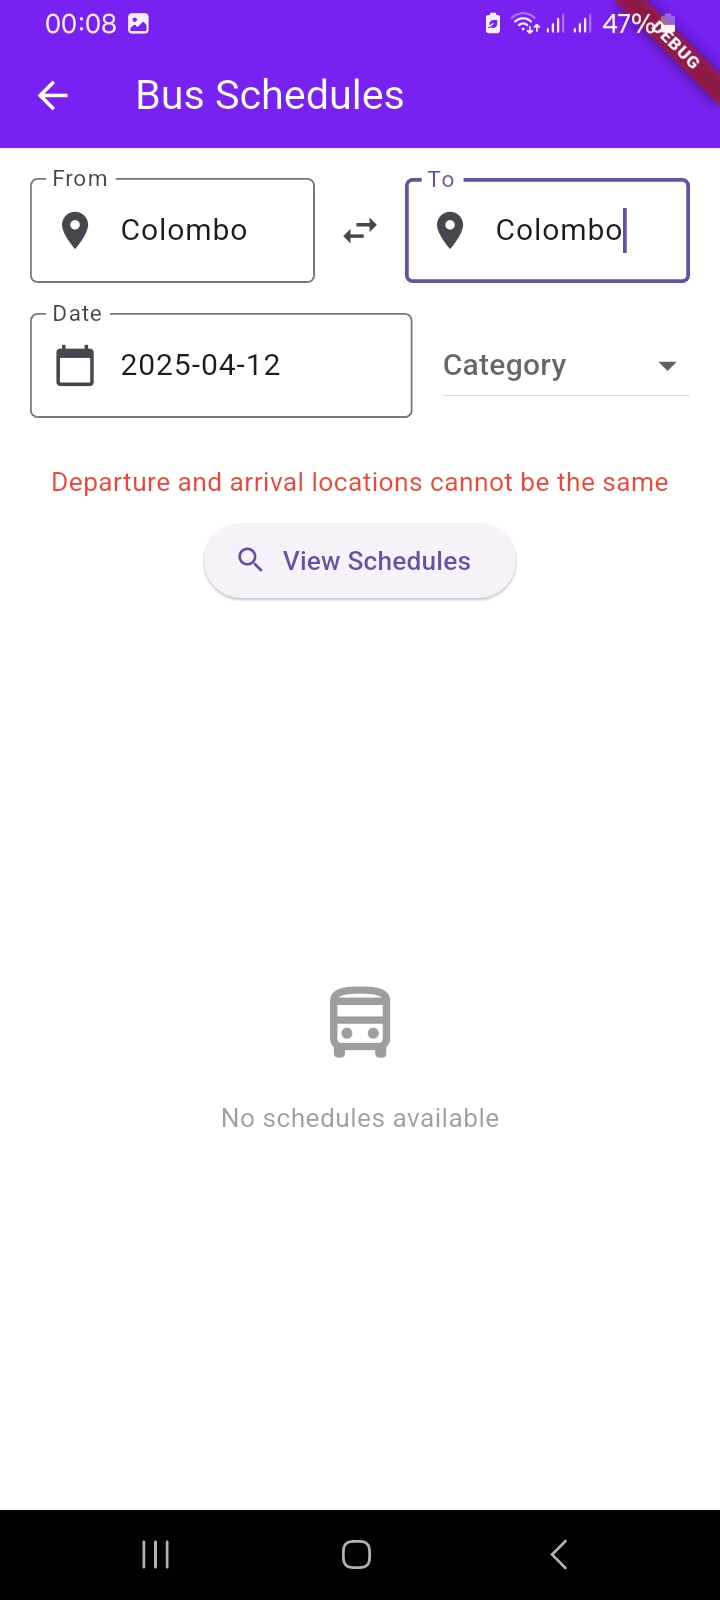 00:08 47%
DEBUG
Bus Schedules
From To
Colombo Colombo
Date
2025-04-12 Category
Departure and arrival locations cannot be the same
View Schedules
No schedules available